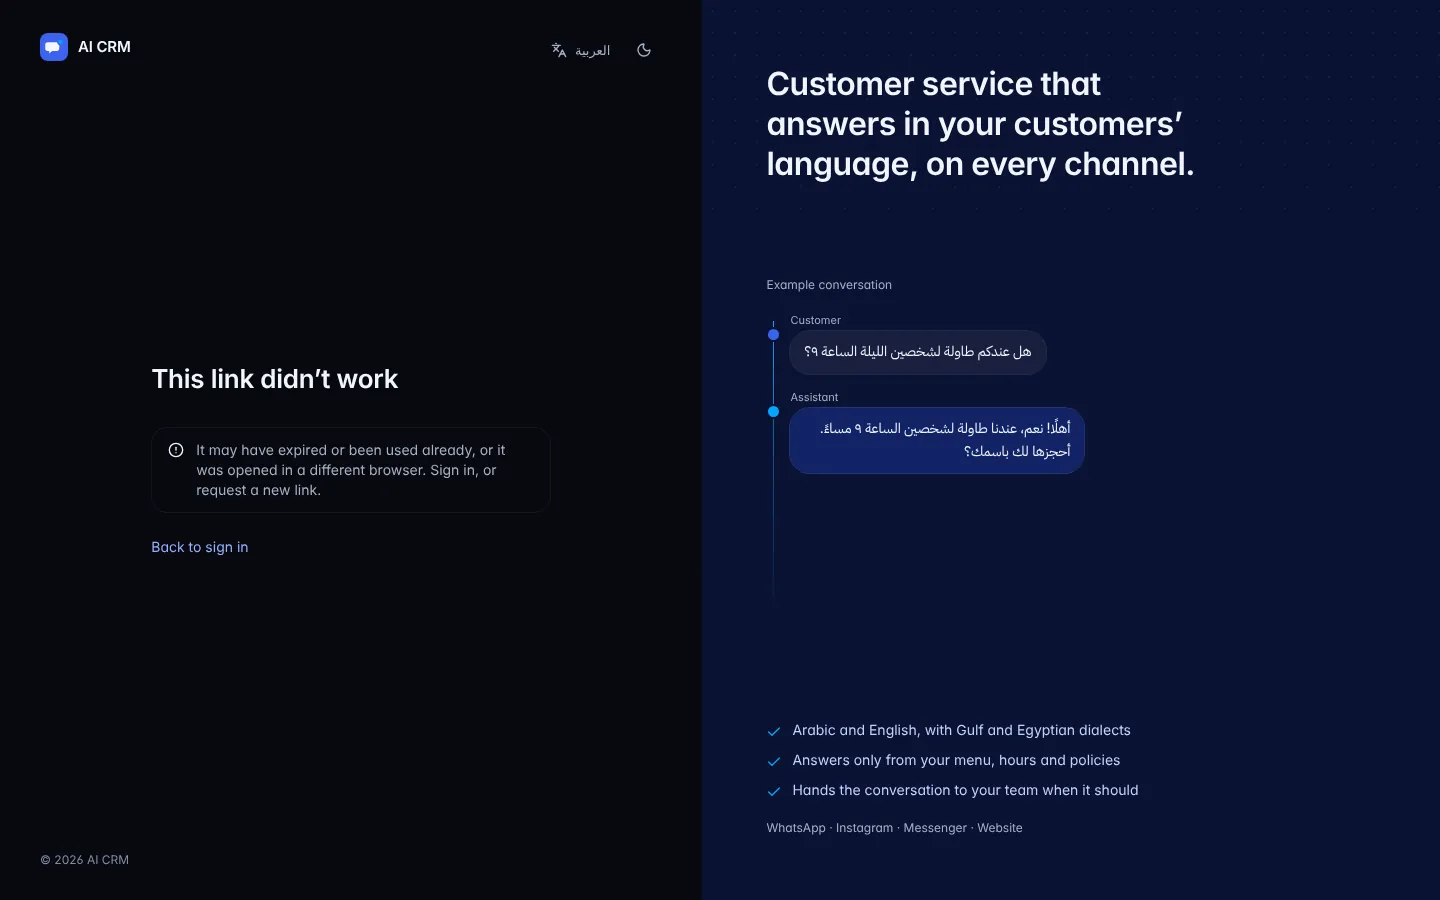 AI CRM
العربية
This link didn’t work
It may have expired or been used already, or it
was opened in a different browser. Sign in, or
request a new link.
Back to sign in
© 2026 AI CRM
Customer service that
answers in your customers’
language, on every channel.
Example conversation
Customer
هل عندكم طاولة لشخصين الليلة الساعة ٩؟
Assistant
أهلًا! نعم، عندنا طاولة لشخصين الساعة ٩ مساءً.
أحجزها لك باسمك؟
Arabic and English, with Gulf and Egyptian dialects
Answers only from your menu, hours and policies
Hands the conversation to your team when it should
WhatsApp · Instagram · Messenger · Website